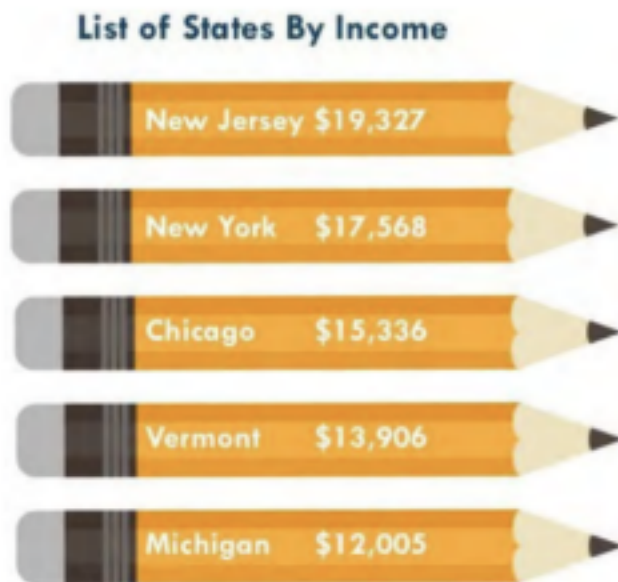 List of States By Income
New Jersey $19,327
New York $17,568
Chicago $15,336
Vermont $13,906
Michigan $12,005